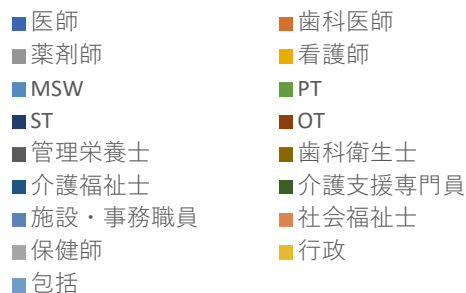 医師 歯科医師
薬剤師 看護師
MSW PT
ST OT
管理栄養士 歯科衛生士
介護福祉士 介護支援専門員
施設・事務職員 社会福祉士
保健師 行政
包括